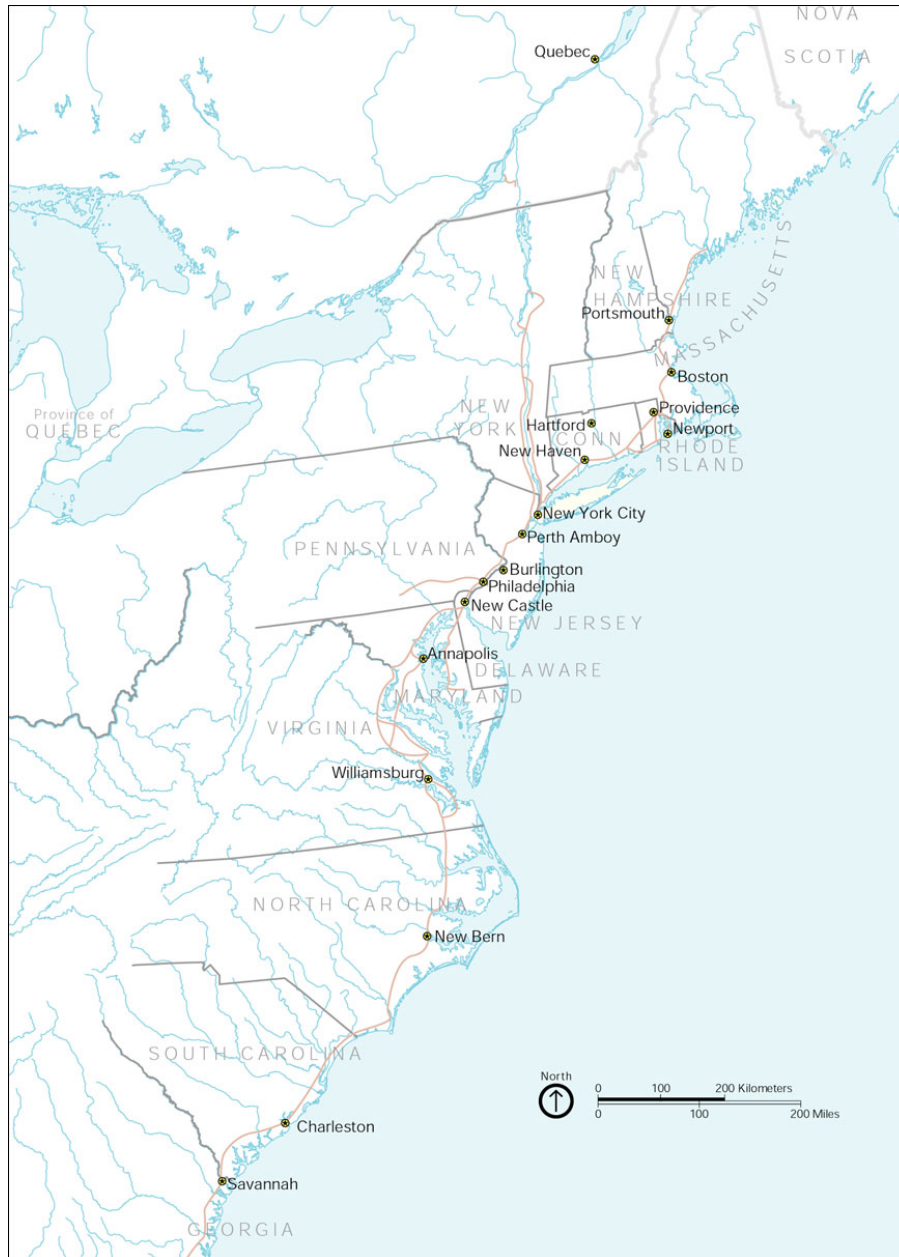 NOVA
SCOTIA
Quebec
MASSACHUSETTS
NEW
HAMPSHIRE
Portsmouth
Boston
Province of
QUÉBEC
NEW
YORK
Providence
Hartford
CONN
Newport
New Haven
RHODE
ISLAND
New York City
Perth Amboy
PENNSYLVANIA
Burlington
Philadelphia
New Castle
NEW JERSEY
Annapolis
DELAWARE
MARYLAND
VIRGINIA
Williamsburg
NORTH CAROLINA
New Bern
SOUTH CAROLINA
North
0 100 200 Kilometers
0 100 200 Miles
Charleston
Savannah
GEORGIA